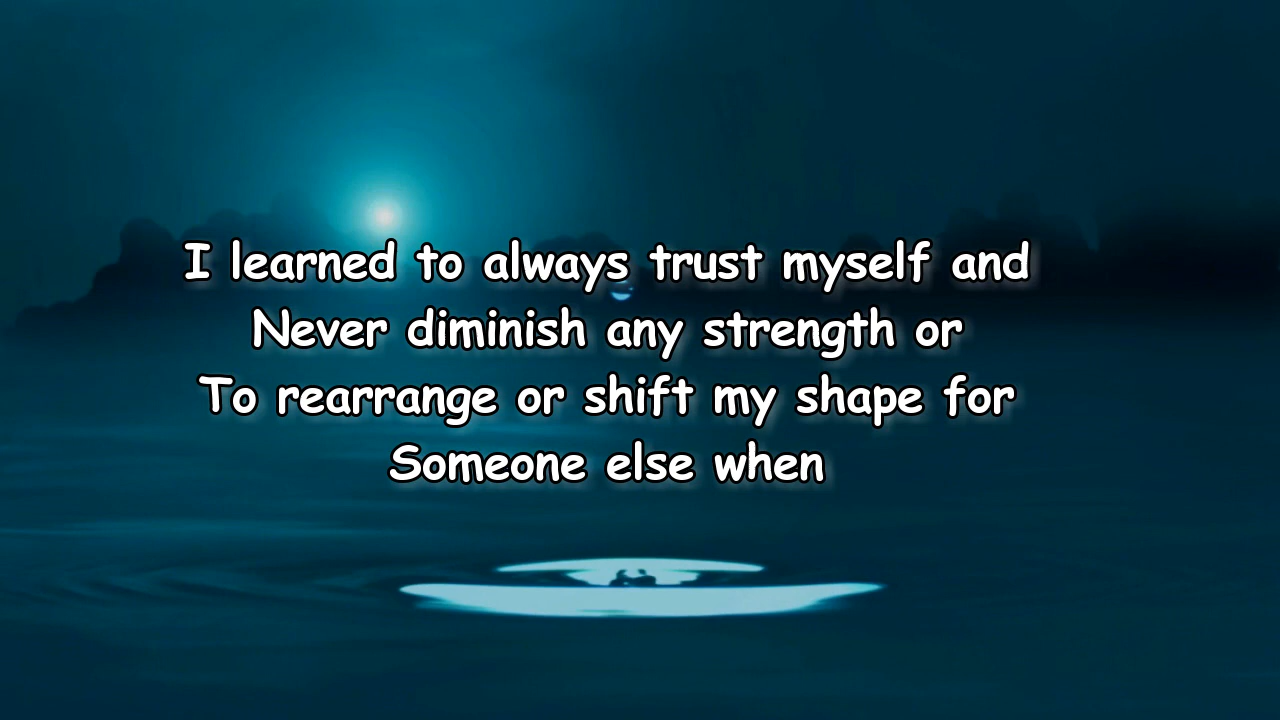 I learned to always trust myself and
Never diminish any strength or
To rearrange or shift my shape for
Someone else when